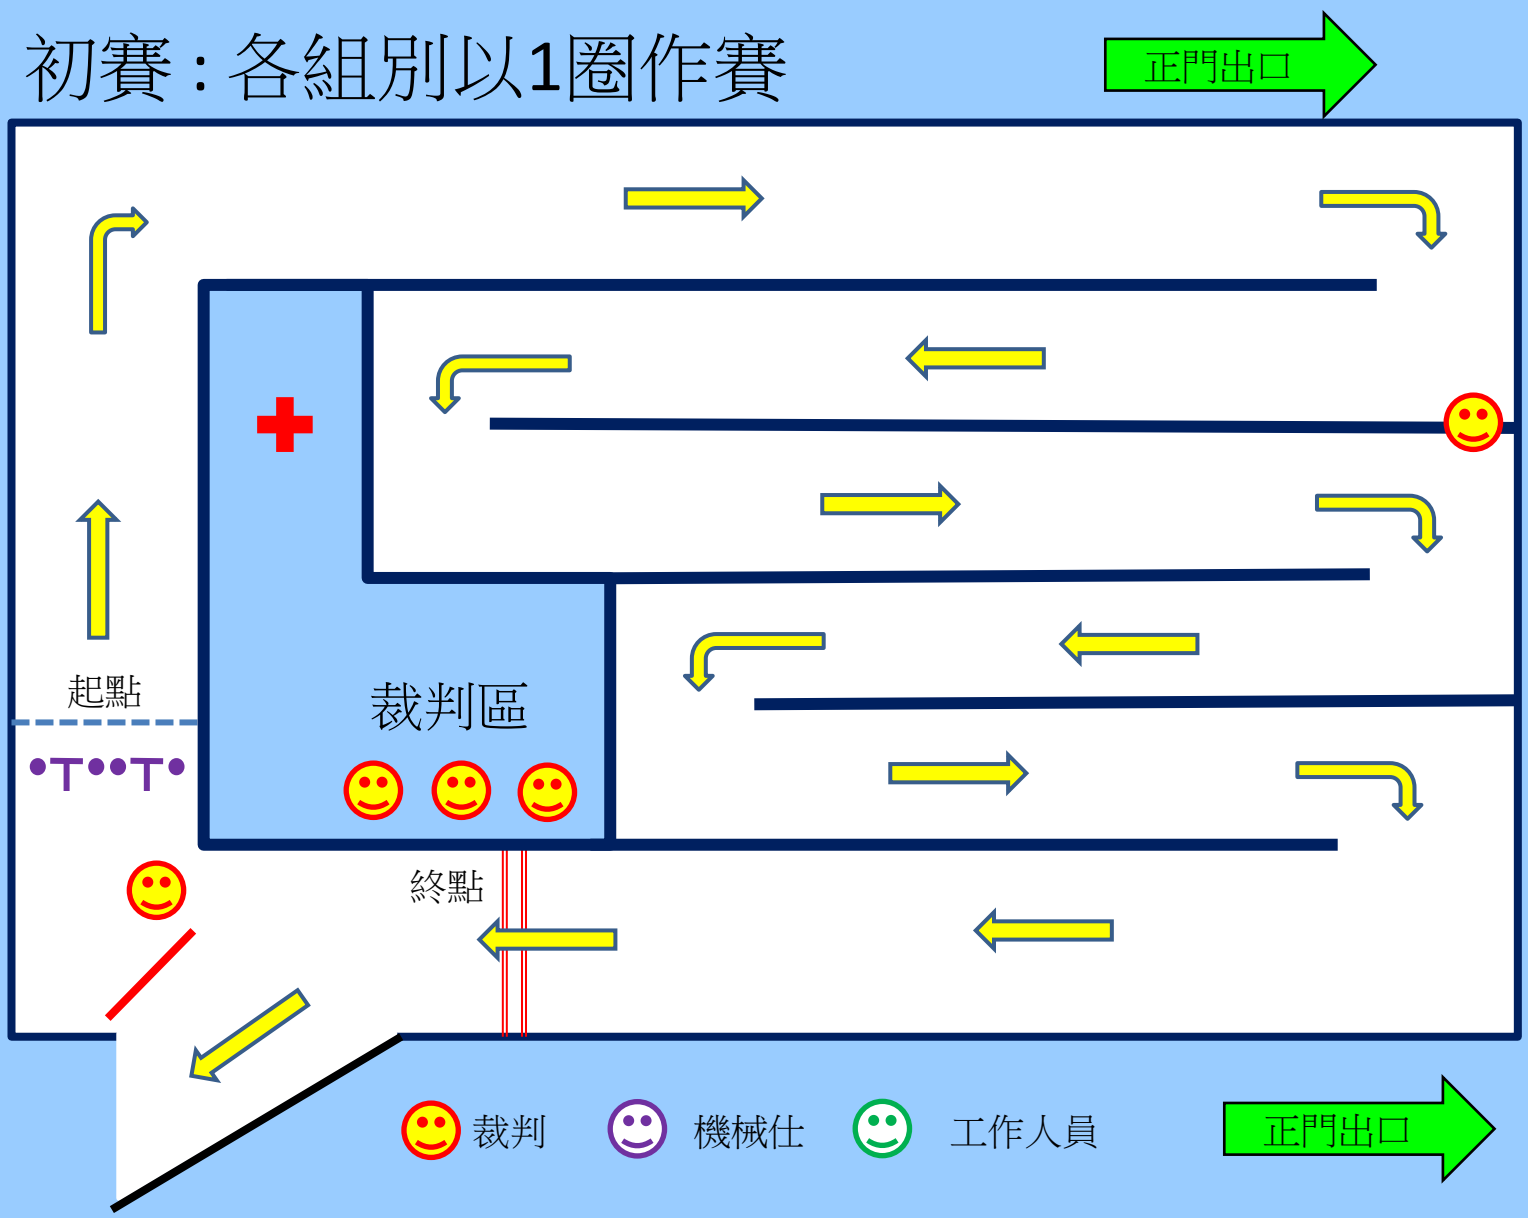 初賽 : 各組別以1圈作賽
正門出口
起點
裁判區
終點
裁判
機械仕
工作人員
正門出口